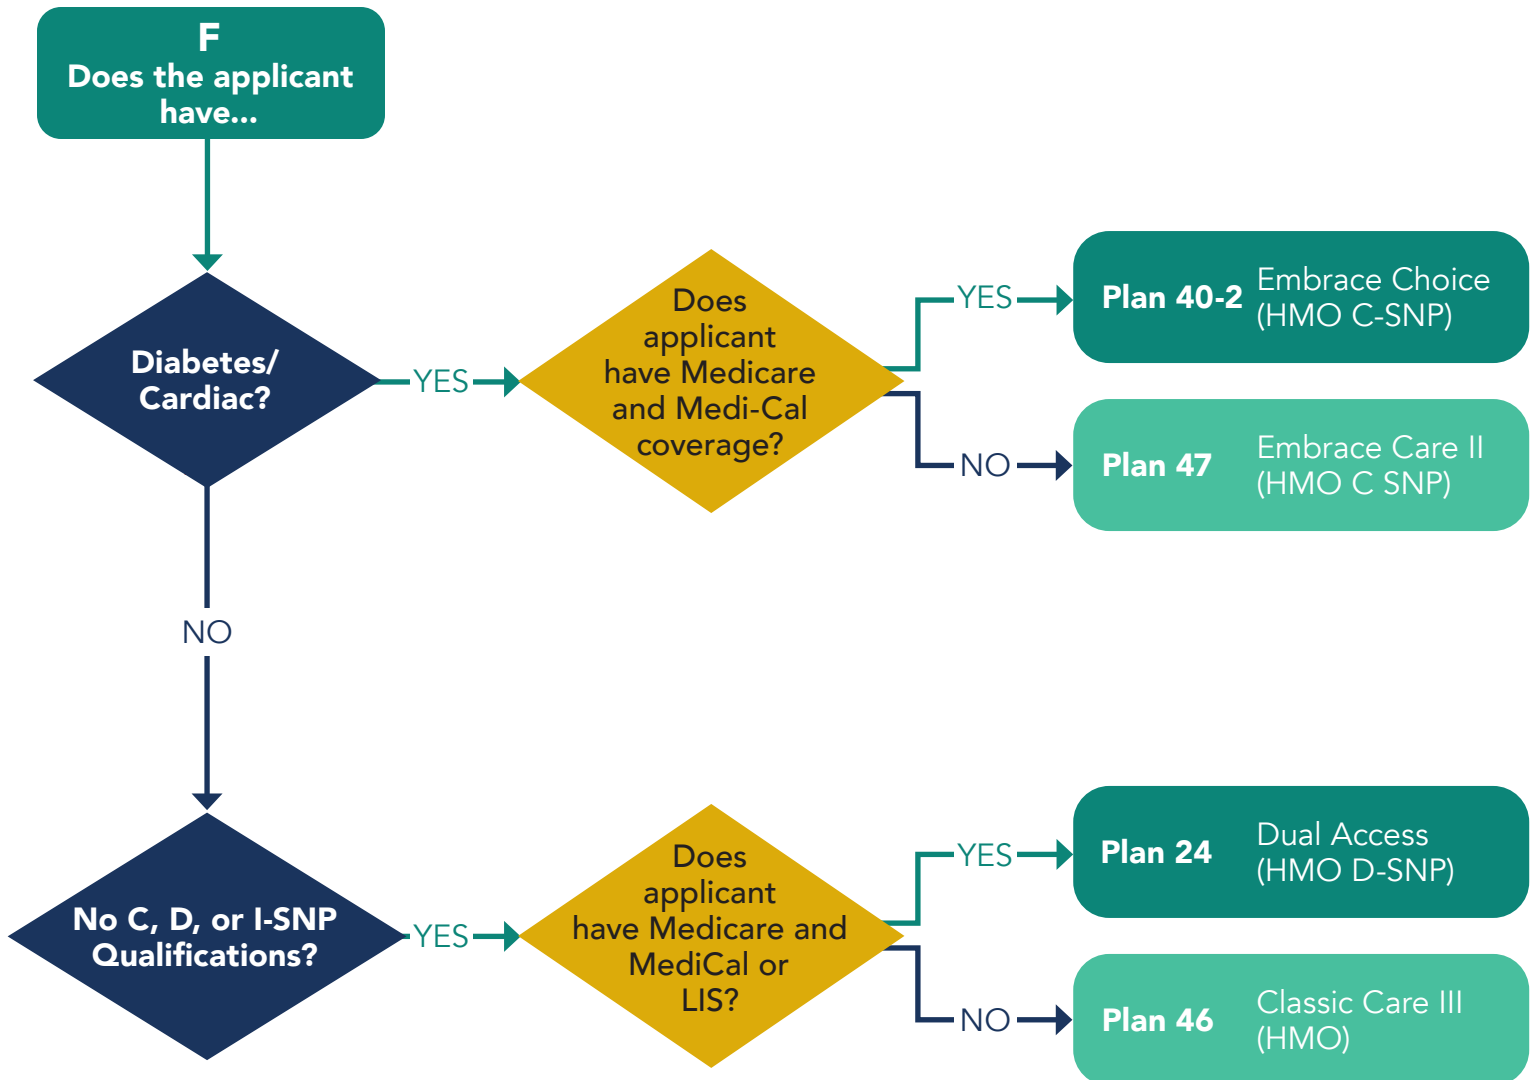 F
Does the applicant
have...
Diabetes/
Cardiac?
YES
Does
applicant
have Medicare
and Medi-Cal
coverage?
YES
Plan 40-2
Embrace Choice
(HMO C-SNP)
NO
Plan 47
Embrace Care II
(HMO C SNP)
NO
No C, D, or I-SNP
Qualifications?
YES
Does
applicant
have Medicare and
MediCal or
LIS?
YES
Plan 24
Dual Access
(HMO D-SNP)
NO
Plan 46
Classic Care III
(HMO)